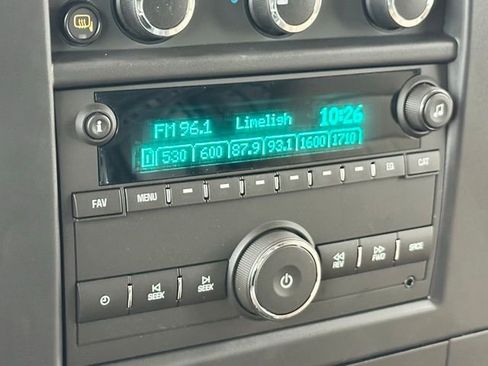 FM 96.1 Limelish 10:26
1 530 600 87.9 93.1 1600 1710
FAV MENU EQ CAT
SEEK SEEK REV FWD SRCE